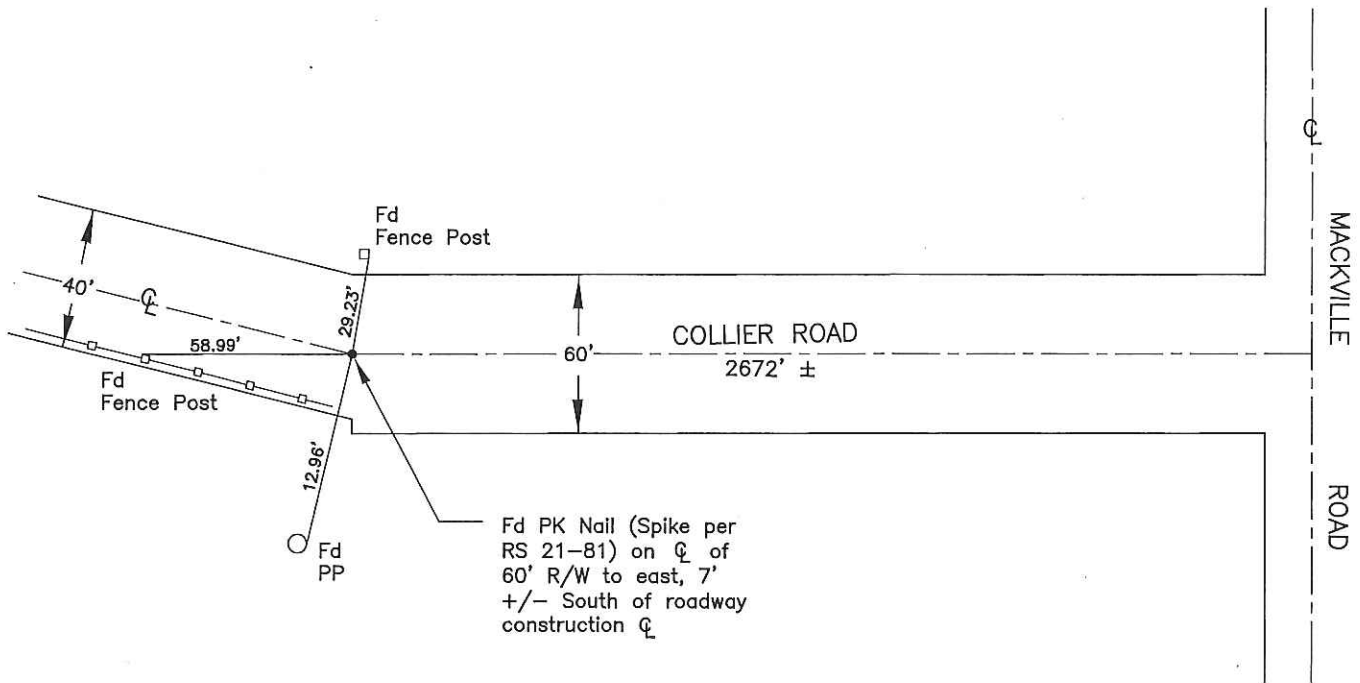 ℄
MACKVILLE
ROAD
Fd
Fence Post
40'
℄
29.23'
58.99'
60'
COLLIER ROAD
2672' ±
Fd
Fence Post
12.96'
Fd
PP
Fd PK Nail (Spike per
RS 21-81) on ℄ of
60' R/W to east, 7'
+/- South of roadway
construction ℄